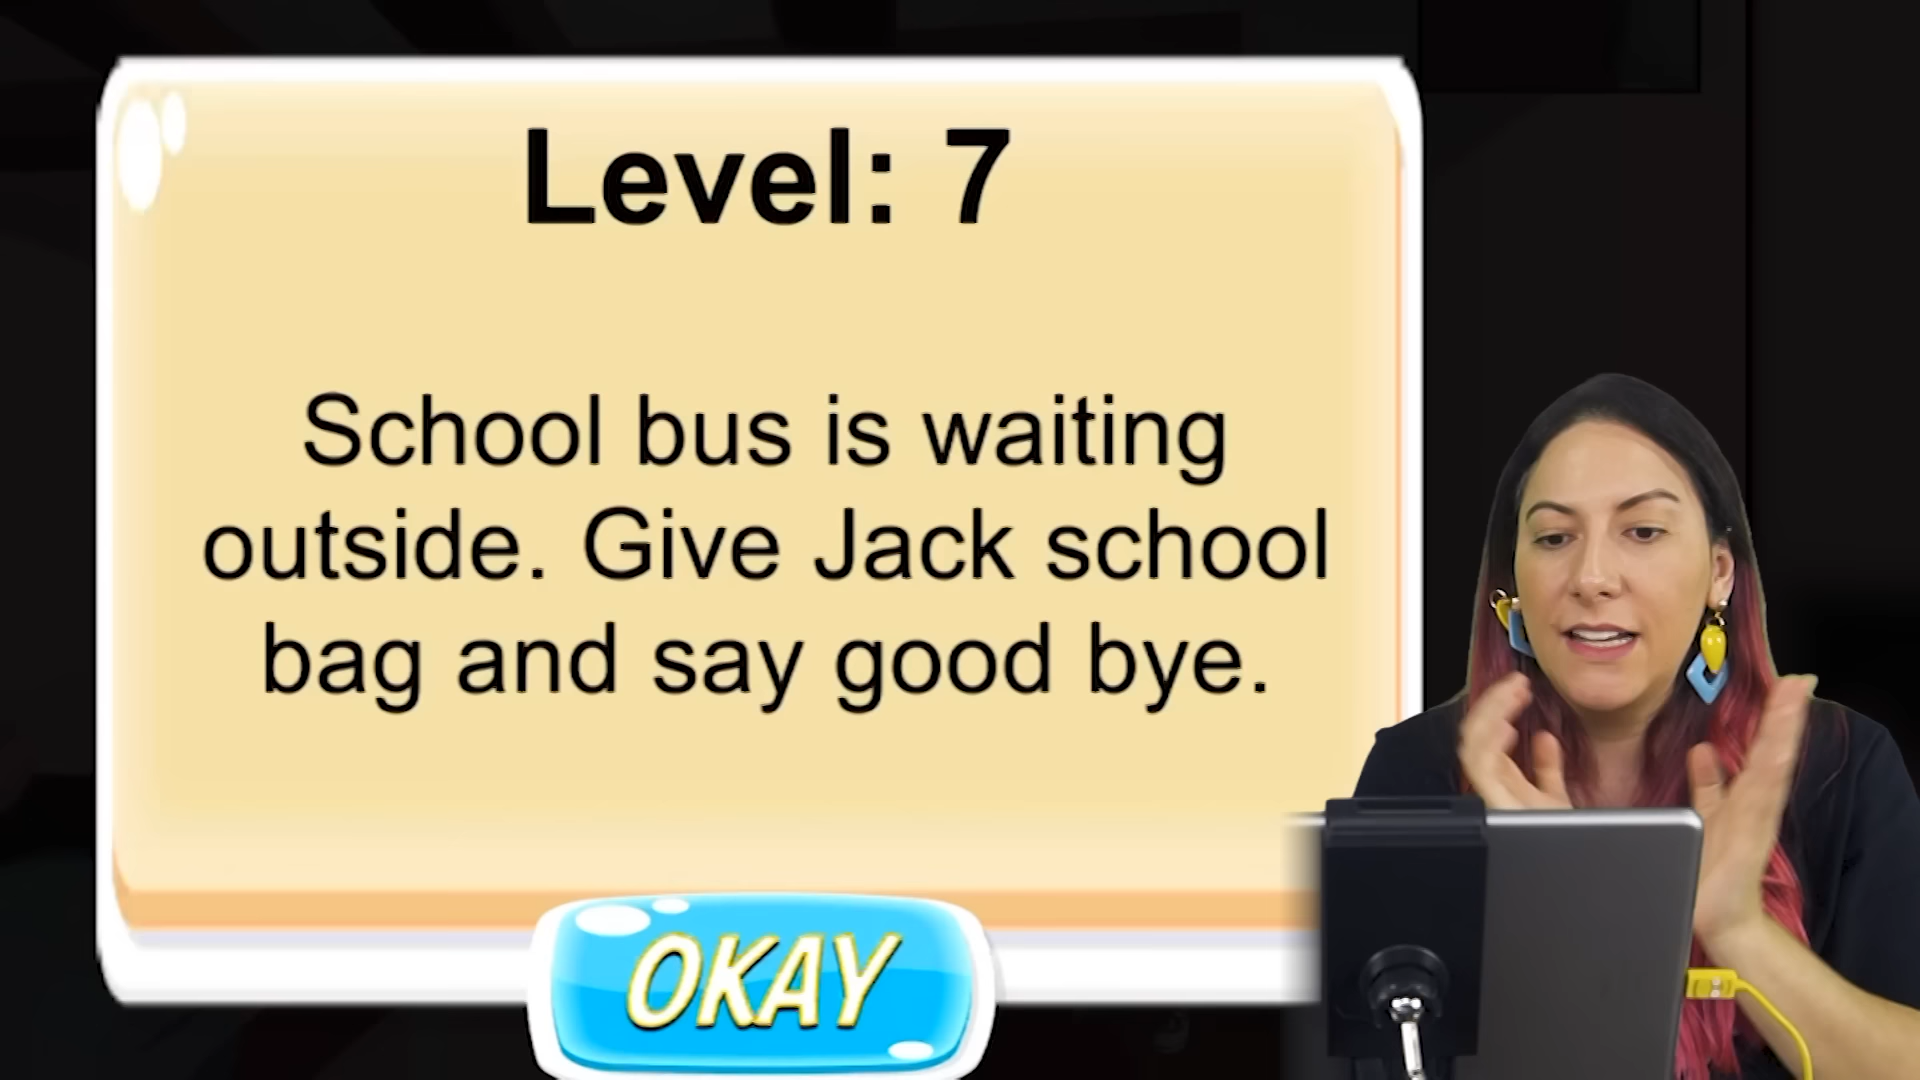 Level: 7
School bus is waiting
outside. Give Jack school
bag and say good bye.
OKAY